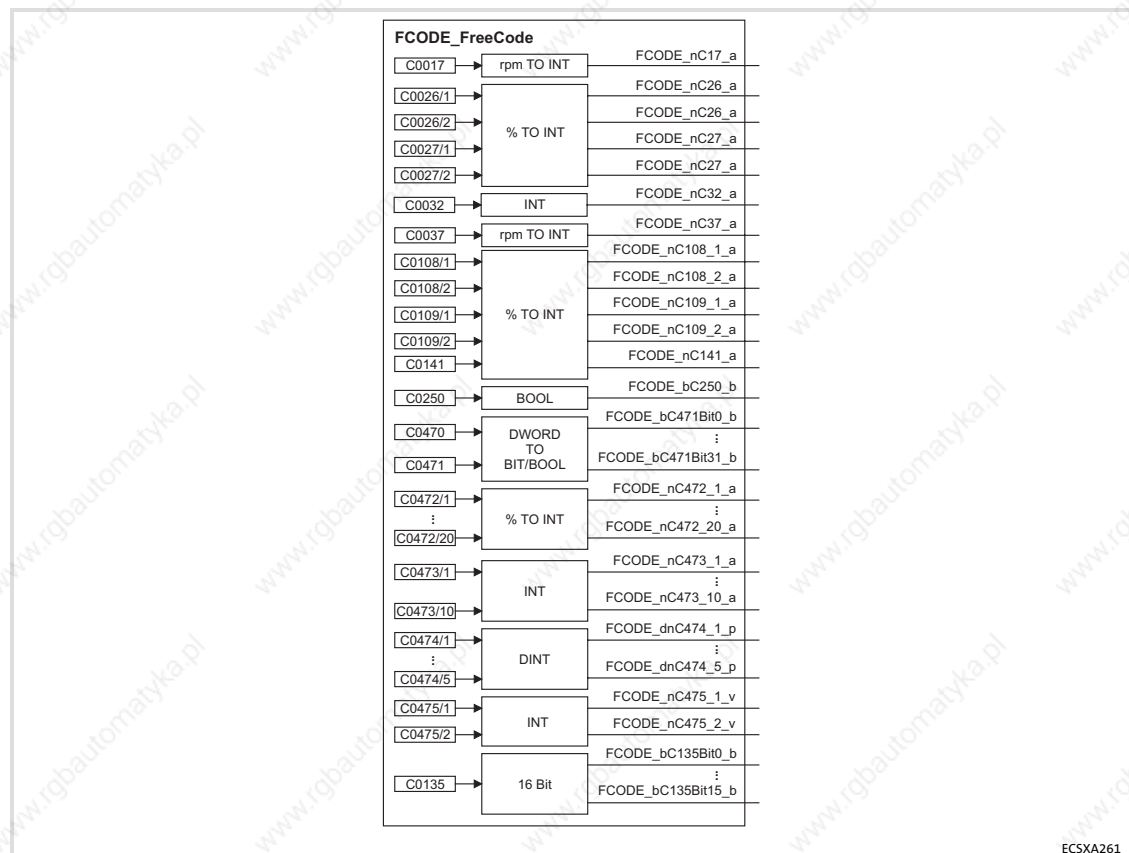 FCODE_FreeCode
C0017 rpm TO INT FCODE_nC17_a
C0026/1 FCODE_nC26_a
C0026/2 FCODE_nC26_a
% TO INT
C0027/1 FCODE_nC27_a
C0027/2 FCODE_nC27_a
C0032 INT FCODE_nC32_a
C0037 rpm TO INT FCODE_nC37_a
C0108/1 FCODE_nC108_1_a
C0108/2 FCODE_nC108_2_a
C0109/1 % TO INT FCODE_nC109_1_a
C0109/2 FCODE_nC109_2_a
C0141 FCODE_nC141_a
C0250 BOOL FCODE_bC250_b
C0470 DWORD FCODE_bC471Bit0_b
TO ⋮
C0471 BIT/BOOL FCODE_bC471Bit31_b
C0472/1 FCODE_nC472_1_a
⋮ % TO INT ⋮
C0472/20 FCODE_nC472_20_a
C0473/1 FCODE_nC473_1_a
INT ⋮
C0473/10 FCODE_nC473_10_a
C0474/1 FCODE_dnC474_1_p
⋮ DINT ⋮
C0474/5 FCODE_dnC474_5_p
C0475/1 FCODE_nC475_1_v
INT
C0475/2 FCODE_nC475_2_v
FCODE_bC135Bit0_b
C0135 16 Bit ⋮
FCODE_bC135Bit15_b
ECSXA261
www.rgbautomatyka.pl